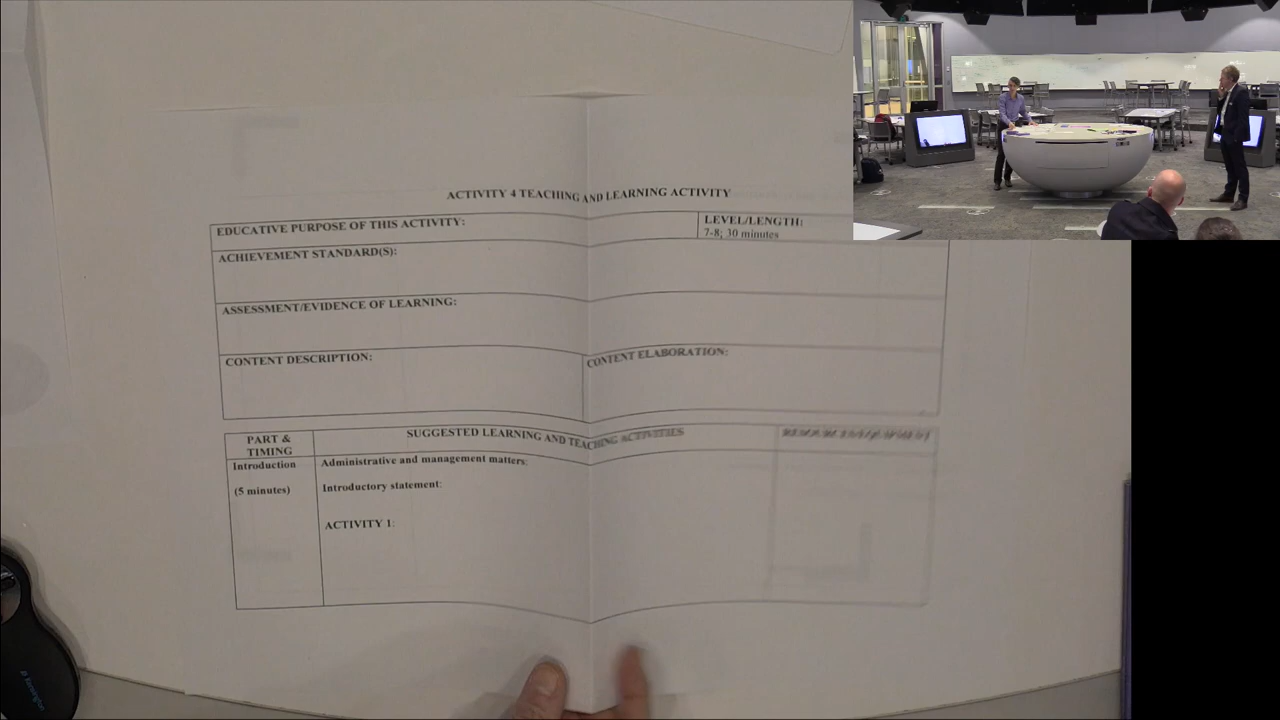 ACTIVITY 4 TEACHING AND LEARNING ACTIVITY
EDUCATIVE PURPOSE OF THIS ACTIVITY:
LEVEL/LENGTH:
7-8; 30 minutes
ACHIEVEMENT STANDARD(S):
ASSESSMENT/EVIDENCE OF LEARNING:
CONTENT DESCRIPTION:
CONTENT ELABORATION:
PART &
TIMING
SUGGESTED LEARNING AND TEACHING ACTIVITIES
Introduction
(5 minutes)
Administrative and management matters:
Introductory statement:
ACTIVITY 1:
Kensington